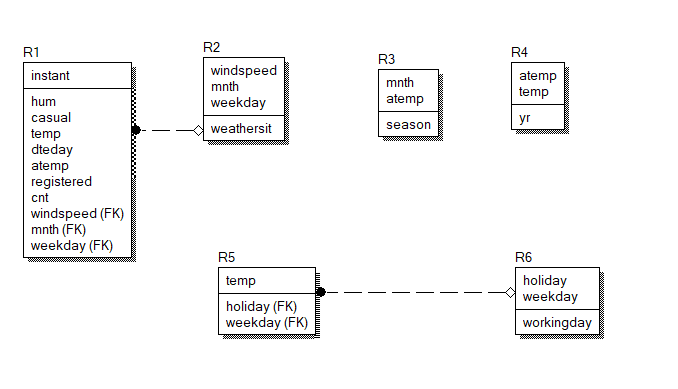 R1
instant
hum
casual
temp
dteday
atemp
registered
cnt
windspeed (FK)
mnth (FK)
weekday (FK)
R2
windspeed
mnth
weekday
weathersit
R3
mnth
atemp
season
R4
atemp
temp
yr
R5
temp
holiday (FK)
weekday (FK)
R6
holiday
weekday
workingday